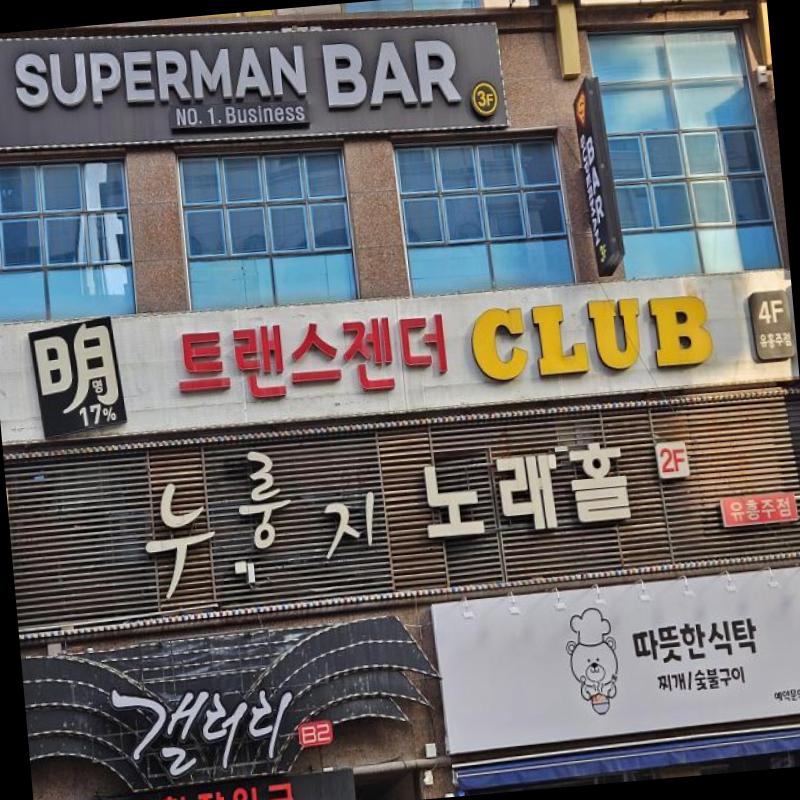 SUPERMAN BAR
3F
NO. 1. Business
明
명
17%
트랜스젠더 CLUB
4F
유흥주점
누룽지 노래홀
2F
유흥주점
따뜻한식탁
찌개/숯불구이
갤러리
B2